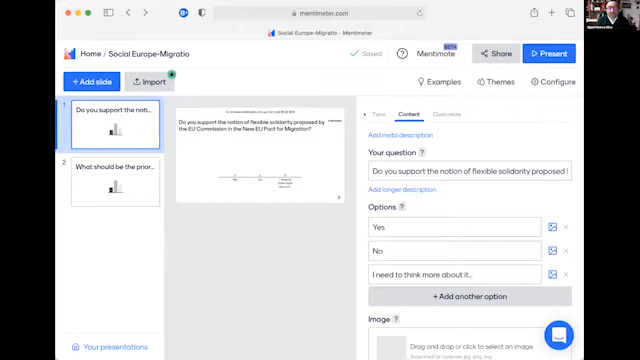 mentimeter.com
Social Europe-Migratio - Mentimeter
Home / Social Europe-Migratio
Saved
Mentimote
BETA
Share
Present
+ Add slide
Import
Examples
Themes
Configure
1
Do you support the noti...
2
What should be the prior...
Do you support the notion of flexible solidarity proposed by
the EU Commission in the New EU Pact for Migration?
Type
Content
Customize
Add meta description
Your question ?
Do you support the notion of flexible solidarity proposed
Add longer description
Options ?
Yes
No
I need to think more about it...
+ Add another option
Image ?
Drag and drop or click to select an image
Your presentations